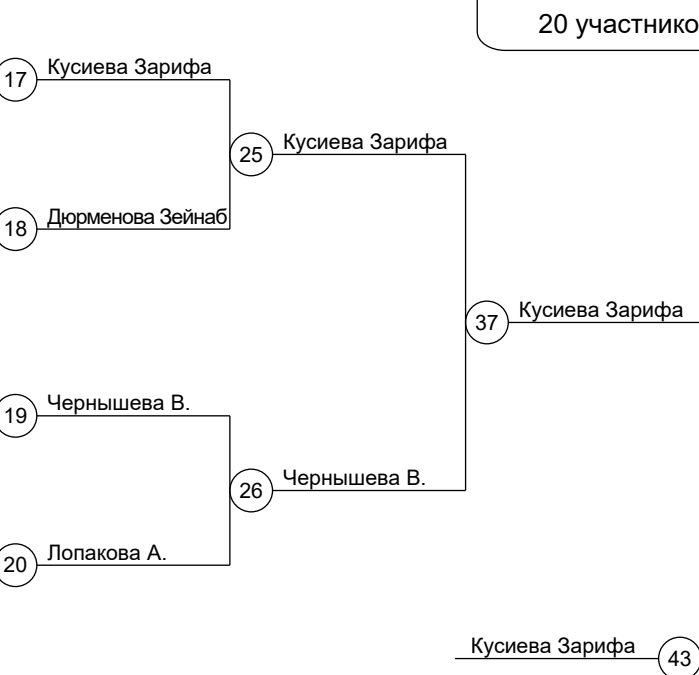 20 участнико
17 Кусиева Зарифа
25 Кусиева Зарифа
18 Дюрменова Зейнаб
37 Кусиева Зарифа
19 Чернышева В.
26 Чернышева В.
20 Лопакова А.
Кусиева Зарифа 43